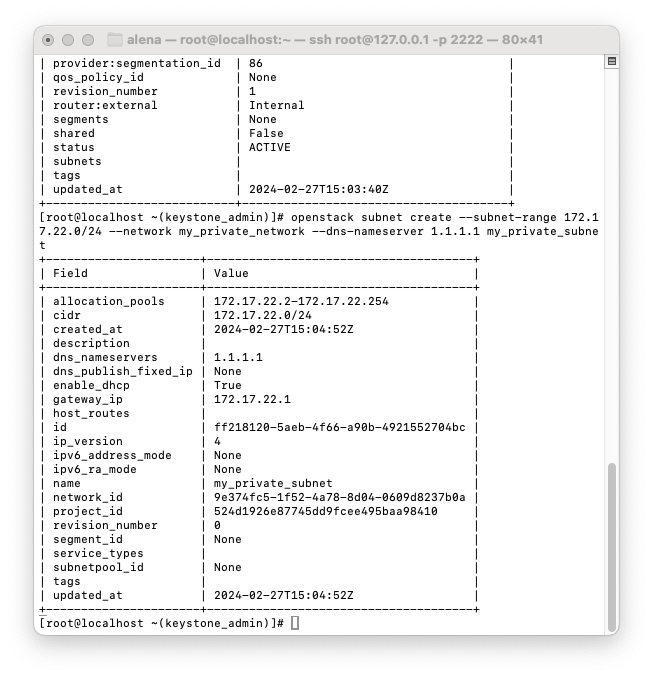 alena — root@localhost:~ — ssh root@127.0.0.1 -p 2222 — 80×41
| provider:segmentation_id  | 86                                   |
| qos_policy_id             | None                                 |
| revision_number           | 1                                    |
| router:external           | Internal                             |
| segments                  | None                                 |
| shared                    | False                                |
| status                    | ACTIVE                               |
| subnets                   |                                      |
| tags                      |                                      |
| updated_at                | 2024-02-27T15:03:40Z                 |
+---------------------------+--------------------------------------+
[root@localhost ~(keystone_admin)]# openstack subnet create --subnet-range 172.1
7.22.0/24 --network my_private_network --dns-nameserver 1.1.1.1 my_private_subne
t
+----------------------+--------------------------------------+
| Field                | Value                                |
+----------------------+--------------------------------------+
| allocation_pools     | 172.17.22.2-172.17.22.254            |
| cidr                 | 172.17.22.0/24                       |
| created_at           | 2024-02-27T15:04:52Z                 |
| description          |                                      |
| dns_nameservers      | 1.1.1.1                              |
| dns_publish_fixed_ip | None                                 |
| enable_dhcp          | True                                 |
| gateway_ip           | 172.17.22.1                          |
| host_routes          |                                      |
| id                   | ff218120-5aeb-4f66-a90b-4921552704bc |
| ip_version           | 4                                    |
| ipv6_address_mode    | None                                 |
| ipv6_ra_mode         | None                                 |
| name                 | my_private_subnet                    |
| network_id           | 9e374fc5-1f52-4a78-8d04-0609d8237b0a |
| project_id           | 524d1926e87745dd9fcee495baa98410     |
| revision_number      | 0                                    |
| segment_id           | None                                 |
| service_types        |                                      |
| subnetpool_id        | None                                 |
| tags                 |                                      |
| updated_at           | 2024-02-27T15:04:52Z                 |
+----------------------+--------------------------------------+
[root@localhost ~(keystone_admin)]#